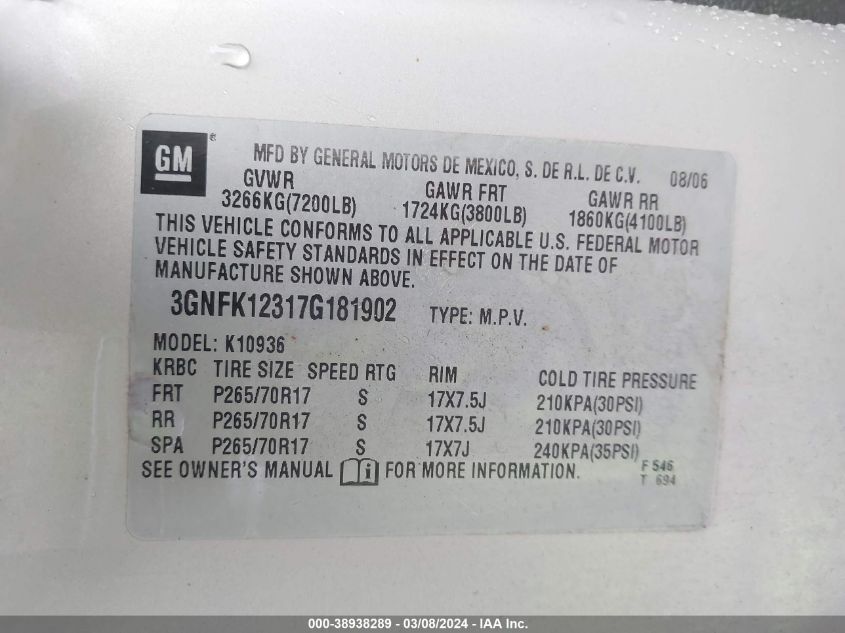 GM®
MFD BY GENERAL MOTORS DE MEXICO, S. DE R.L. DE C.V. 08/06
GVWR GAWR FRT GAWR RR
3266KG(7200LB) 1724KG(3800LB) 1860KG(4100LB)
THIS VEHICLE CONFORMS TO ALL APPLICABLE U.S. FEDERAL MOTOR
VEHICLE SAFETY STANDARDS IN EFFECT ON THE DATE OF
MANUFACTURE SHOWN ABOVE.
3GNFK12317G181902 TYPE: M.P.V.
MODEL: K10936
KRBC TIRE SIZE SPEED RTG RIM COLD TIRE PRESSURE
FRT P265/70R17 S 17X7.5J 210KPA(30PSI)
RR P265/70R17 S 17X7.5J 210KPA(30PSI)
SPA P265/70R17 S 17X7J 240KPA(35PSI)
SEE OWNER'S MANUAL i FOR MORE INFORMATION.
F 546
T 694
000-38938289 - 03/08/2024 - IAA Inc.